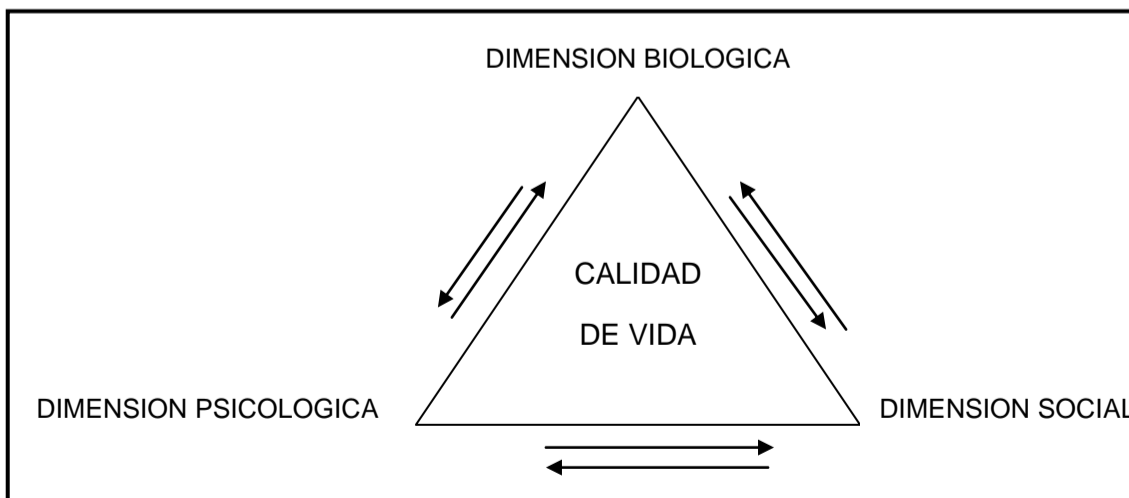 DIMENSION BIOLOGICA
CALIDAD
DE VIDA
DIMENSION PSICOLOGICA
DIMENSION SOCIAL